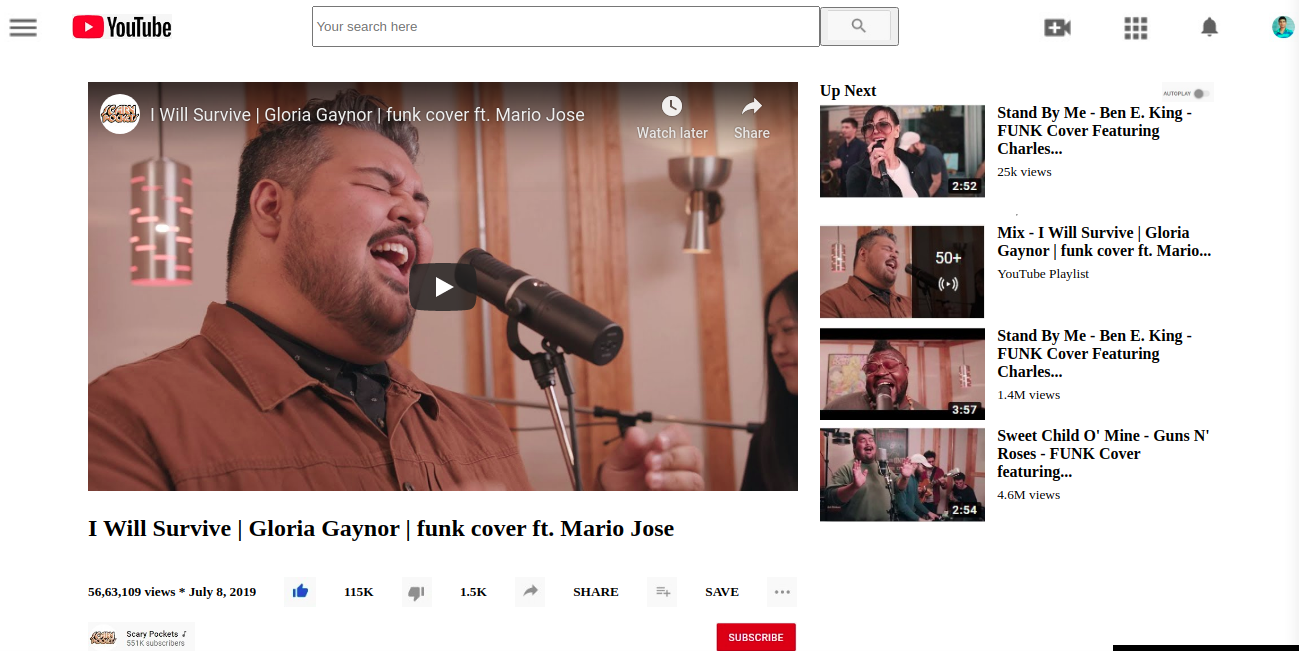 YouTube
Your search here
I Will Survive | Gloria Gaynor | funk cover ft. Mario Jose
Watch later
Share
Up Next
AUTOPLAY
Stand By Me - Ben E. King -
FUNK Cover Featuring
Charles...
25k views
2:52
Mix - I Will Survive | Gloria
Gaynor | funk cover ft. Mario...
YouTube Playlist
50+
Stand By Me - Ben E. King -
FUNK Cover Featuring
Charles...
1.4M views
3:57
Sweet Child O' Mine - Guns N'
Roses - FUNK Cover
featuring...
4.6M views
2:54
I Will Survive | Gloria Gaynor | funk cover ft. Mario Jose
56,63,109 views * July 8, 2019
115K
1.5K
SHARE
SAVE
SCARY POCKETS
Scary Pockets ♪
551K subscribers
SUBSCRIBE